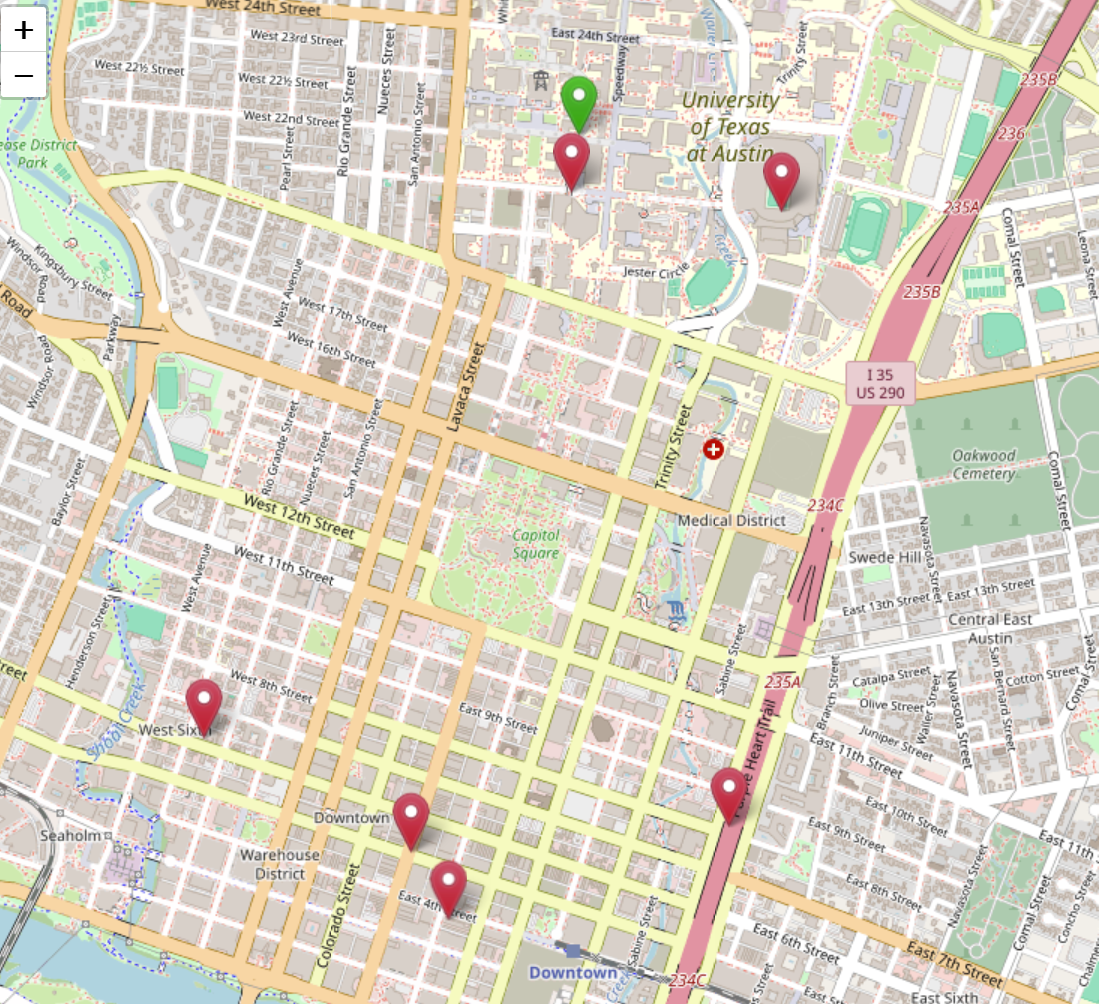 +
−
West 24th Street
West 23rd Street
East 24th Street
West 22½ Street
West 22½ Street
West 22nd Street
Pearl Street
Rio Grande Street
Nueces Street
San Antonio Street
Speedway
Trinity Street
University
of Texas
at Austin
ease District
Park
235B
236
235A
235B
Comal Street
Leona Street
Windsor Road
Kingsbury Street
Road
Parkway
Windsor Road
West Avenue
West 17th Street
West 16th Street
Jester Circle
Creek
Lavaca Street
I 35
US 290
Rio Grande Street
Nueces Street
San Antonio Street
Trinity Street
Baylor Street
West 12th Street
West 11th Street
Oakwood
Cemetery
Comal Street
234C
Medical District
Capitol
Square
Swede Hill
Navasota Street
East 13th Street
East 13th Street
Central East
Austin
West Avenue
Henderson Street
Sabine Street
235A
Catalpa Street
Cotton Street
Olive Street
Juniper Street
Branch Street
Waller Street
Navasota Street
San Bernard Street
Comal Street
reet
West 8th Street
West Sixth
Shoal Creek
East 9th Street
Purple Heart Trail
East 11th Street
East 10th Street
East 9th Street
East 8th Street
East 11th
Downtown
Seaholm
Warehouse
District
Colorado Street
East 4th Street
Sabine Street
Downtown
Creek
234C
East 6th Street
East 7th Street
East Sixth
Navasota Street
Comal Street
Concho Street
Chalmers